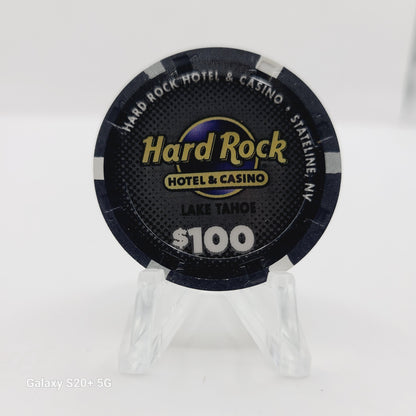 HARD ROCK HOTEL & CASINO • STATELINE, NV
Hard Rock
HOTEL & CASINO
LAKE TAHOE
$100
Galaxy S20+ 5G